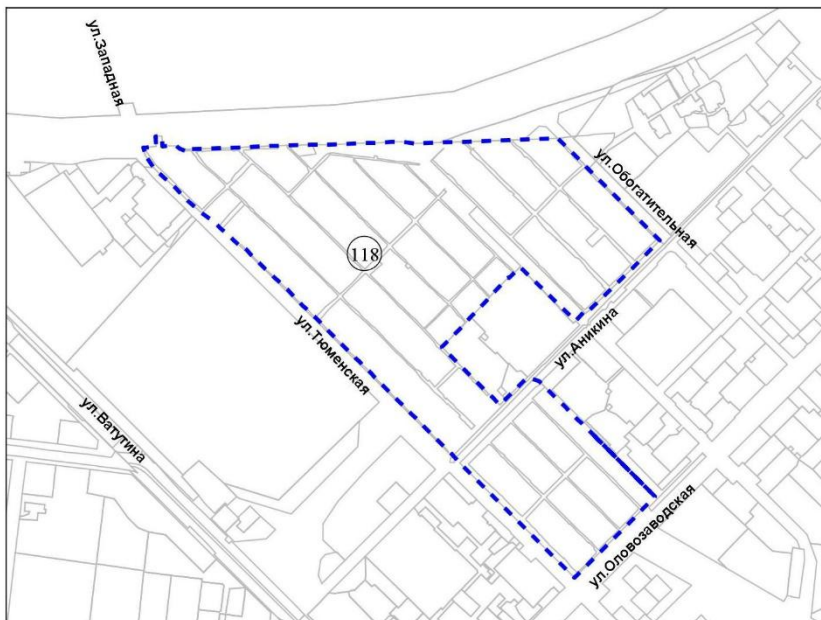 ул.Западная
ул.Обогатительная
118
ул.Аникина
ул.Тюменская
ул.Ватутина
ул.Оловозаводская